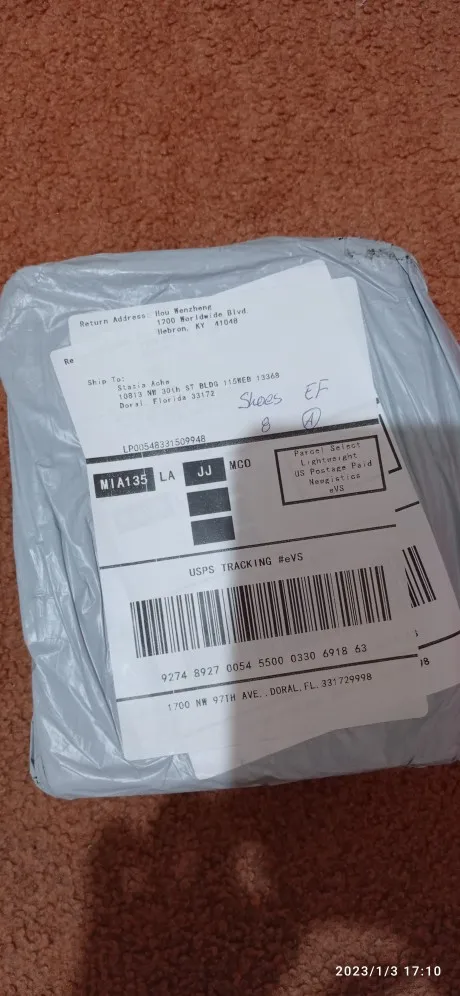 Return Address: Hou Wenzheng
1700 Worldwide Blvd.
Hebron, KY 41048
Re
Ship To:
Stazia Ache
10813 NW 30th ST BLDG 115WEB 13368
Doral Florida 33172
Shoes EF
8 A
LP00548331509948
MIA135 LA JJ MCO
Parcel Select
Lightweight
US Postage Paid
Newgistics
eVS
USPS TRACKING #eVS
9274 8927 0054 5500 0330 6918 63
1700 NW 97TH AVE,,DORAL,FL,331729998
18
2023/1/3 17:10